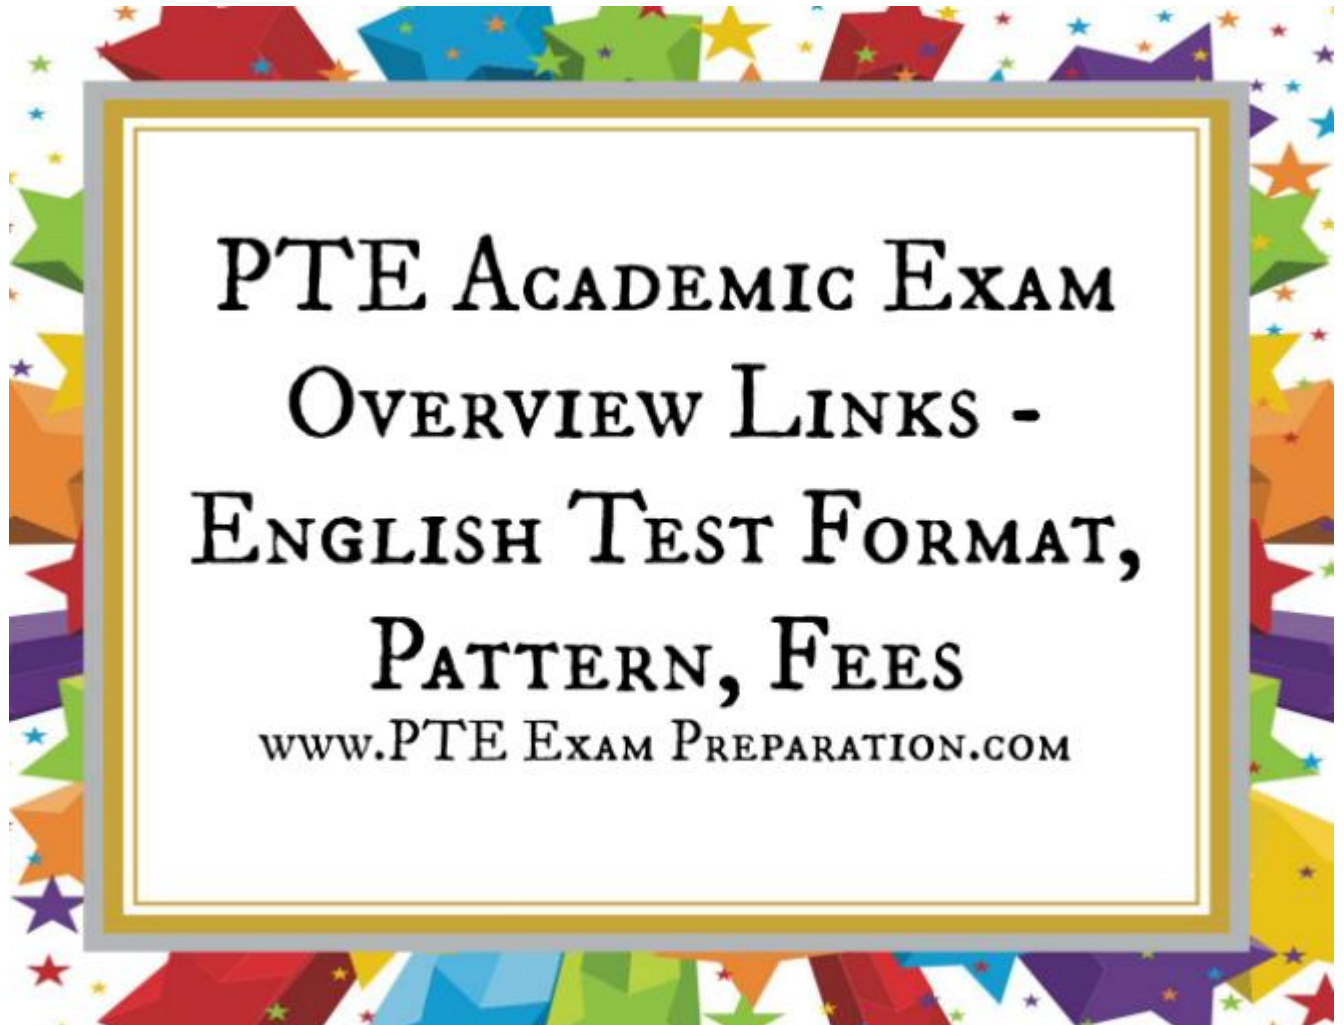 PTE Academic Exam
Overview Links -
English Test Format,
Pattern, Fees
www.PTE Exam Preparation.com